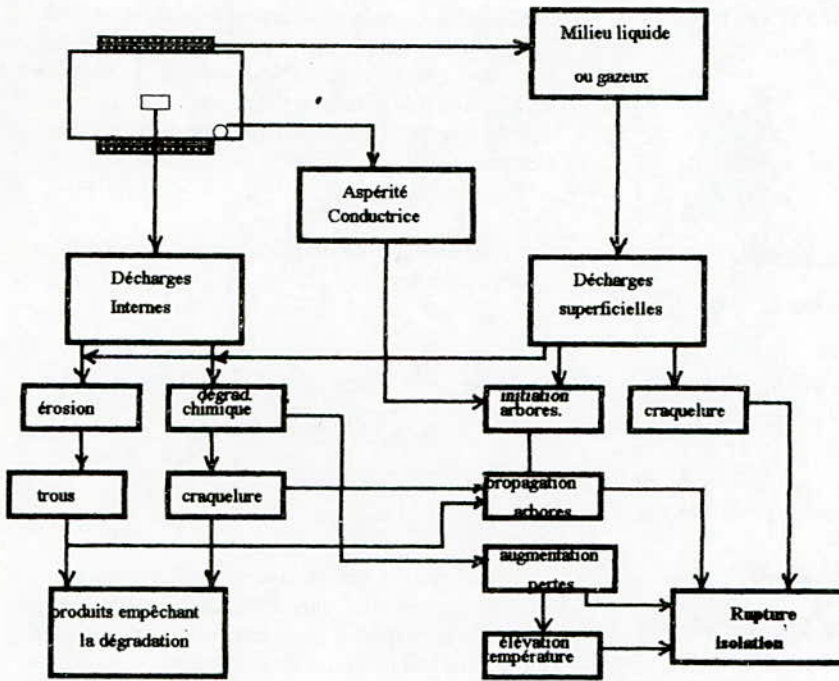 Milieu liquide
ou gazeux
Aspérité
Conductrice
Décharges
Internes
Décharges
superficielles
érosion
dégrad.
chimique
initiation
arbores.
craquelure
trous
craquelure
propagation
arbores
augmentation
pertes
produits empêchant
la dégradation
élévation
température
Rupture
isolation